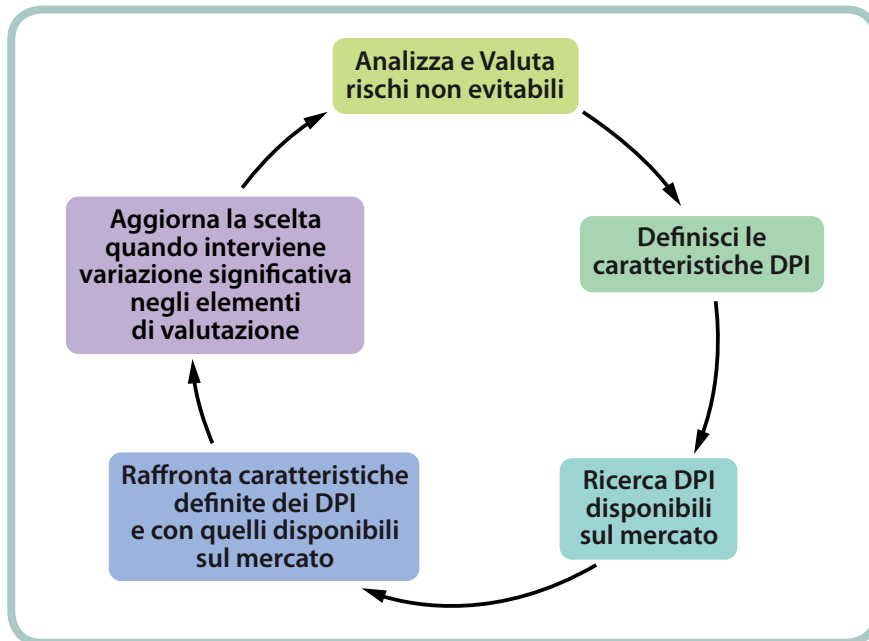 Analizza e Valuta
rischi non evitabili
Definisci le
caratteristiche DPI
Ricerca DPI
disponibili
sul mercato
Raffronta caratteristiche
definite dei DPI
e con quelli disponibili
sul mercato
Aggiorna la scelta
quando interviene
variazione significativa
negli elementi
di valutazione